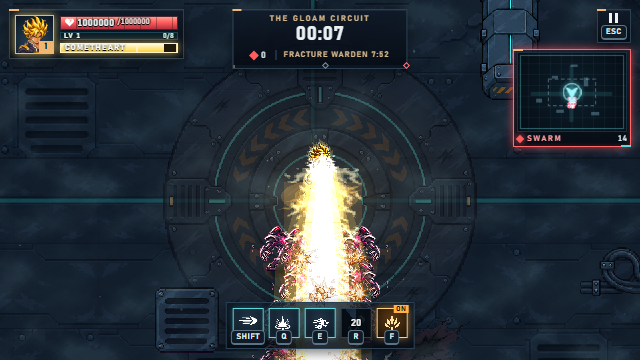 1000000/1000000
LV 1
0/8
COMETHEART
1
THE GLOAM CIRCUIT
00:07
0
FRACTURE WARDEN 7:52
ESC
SWARM
14
ON
20
SHIFT
Q
E
R
F